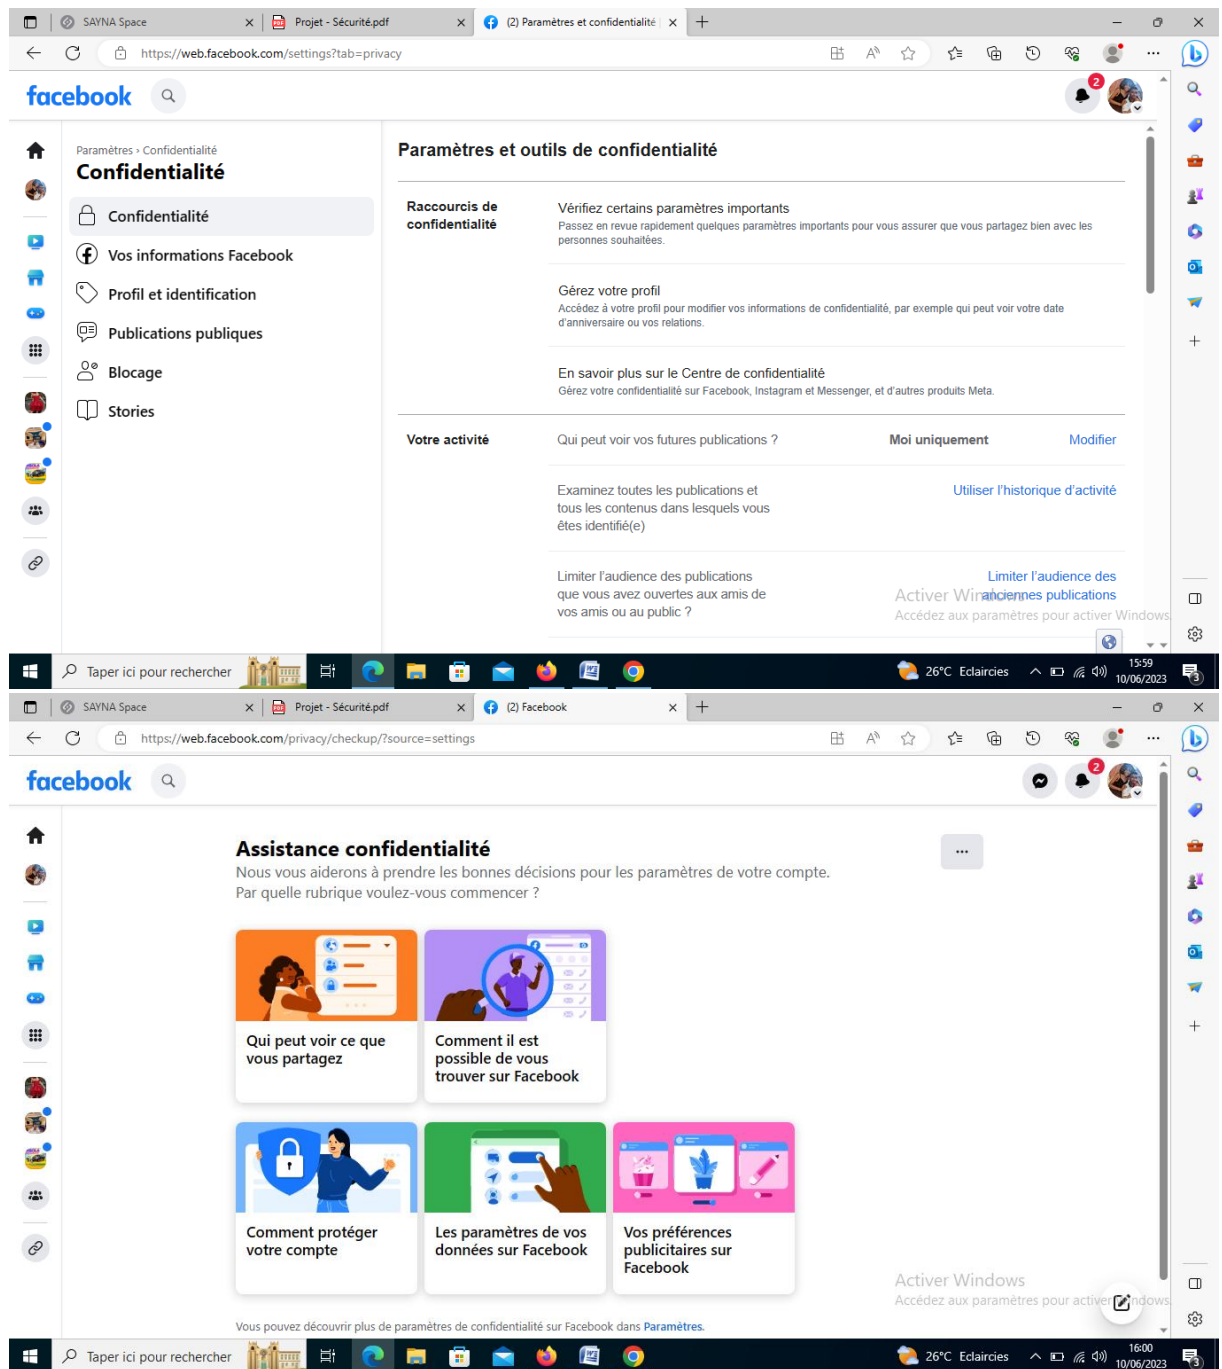 SAYNA Space
Projet - Sécurité.pdf
(2) Paramètres et confidentialité
https://web.facebook.com/settings?tab=privacy
facebook
2
Paramètres › Confidentialité
Confidentialité
Confidentialité
Vos informations Facebook
Profil et identification
Publications publiques
Blocage
Stories
Paramètres et outils de confidentialité
Raccourcis de
confidentialité
Vérifiez certains paramètres importants
Passez en revue rapidement quelques paramètres importants pour vous assurer que vous partagez bien avec les
personnes souhaitées.
Gérez votre profil
Accédez à votre profil pour modifier vos informations de confidentialité, par exemple qui peut voir votre date
d'anniversaire ou vos relations.
En savoir plus sur le Centre de confidentialité
Gérez votre confidentialité sur Facebook, Instagram et Messenger, et d'autres produits Meta.
Votre activité
Qui peut voir vos futures publications ?
Moi uniquement
Modifier
Examinez toutes les publications et
tous les contenus dans lesquels vous
êtes identifié(e)
Utiliser l'historique d'activité
Limiter l'audience des publications
que vous avez ouvertes aux amis de
vos amis ou au public ?
Limiter l'audience des
anciennes publications
Activer Windows
Accédez aux paramètres pour activer Windows.
Taper ici pour rechercher
26°C Eclaircies
15:59
10/06/2023
3
SAYNA Space
Projet - Sécurité.pdf
(2) Facebook
https://web.facebook.com/privacy/checkup/?source=settings
facebook
2
Assistance confidentialité
Nous vous aiderons à prendre les bonnes décisions pour les paramètres de votre compte.
Par quelle rubrique voulez-vous commencer ?
Qui peut voir ce que
vous partagez
Comment il est
possible de vous
trouver sur Facebook
Comment protéger
votre compte
Les paramètres de vos
données sur Facebook
Vos préférences
publicitaires sur
Facebook
Vous pouvez découvrir plus de paramètres de confidentialité sur Facebook dans Paramètres.
Activer Windows
Accédez aux paramètres pour activer Windows.
Taper ici pour rechercher
26°C Eclaircies
16:00
10/06/2023
3